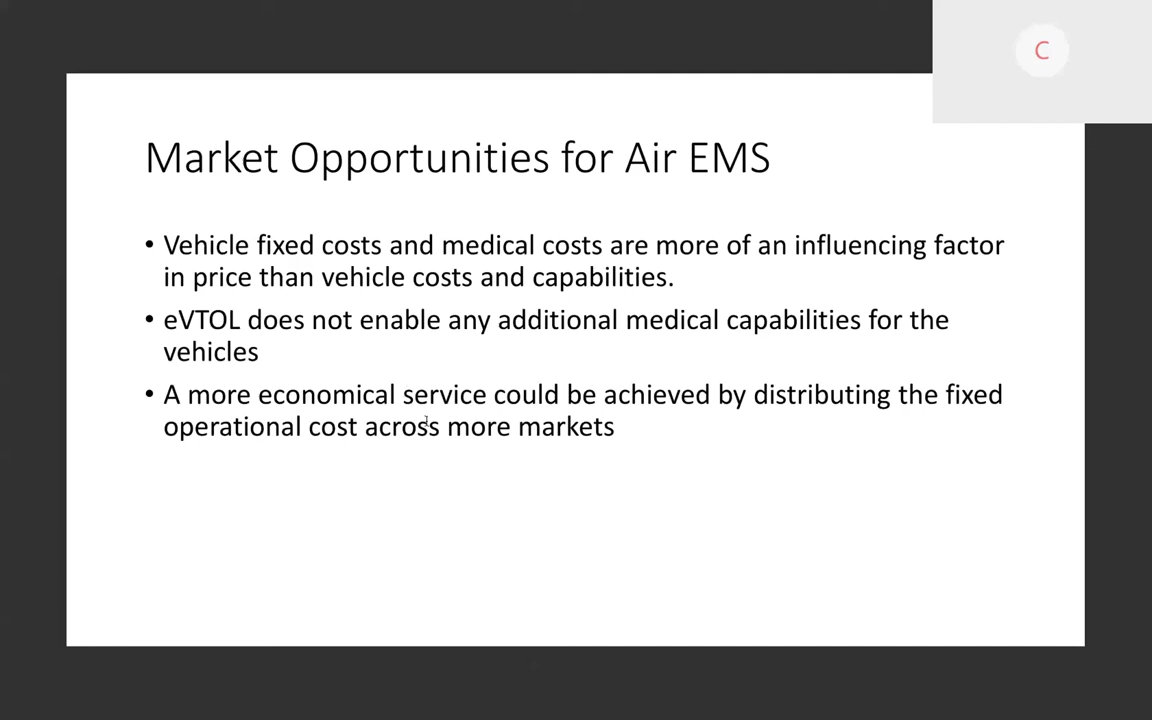 C
Market Opportunities for Air EMS
• Vehicle fixed costs and medical costs are more of an influencing factor
in price than vehicle costs and capabilities.
• eVTOL does not enable any additional medical capabilities for the
vehicles
• A more economical service could be achieved by distributing the fixed
operational cost across more markets